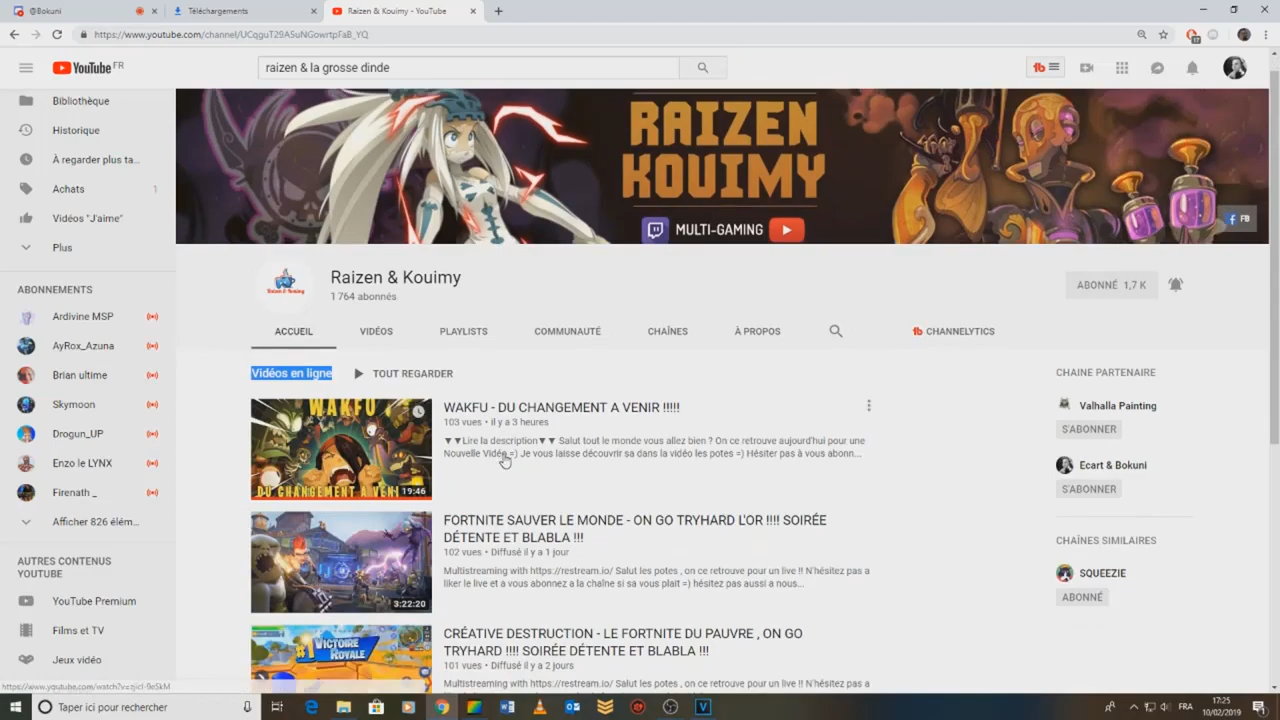 @Bokuni
Téléchargements
Raizen & Kouimy - YouTube
YouTube FR
raizen & la grosse dinde
Bibliothèque
Historique
À regarder plus ta...
Achats 1
Vidéos "J'aime"
Plus
ABONNEMENTS
Ardivine MSP
AyRox_Azuna
Brian ultime
Skymoon
Drogun_UP
Enzo le LYNX
Firenath _
Afficher 826 élém...
AUTRES CONTENUS
YOUTUBE
YouTube Premium
Films et TV
Jeux vidéo
RAIZEN
KOUIMY
MULTI-GAMING
FB
Raizen & Kouimy
1 764 abonnés
ABONNÉ 1,7 K
ACCUEIL VIDÉOS PLAYLISTS COMMUNAUTÉ CHAÎNES À PROPOS CHANNELYTICS
Vidéos en ligne TOUT REGARDER
WAKFU
DU CHANGEMENT A VENI
19:46
WAKFU - DU CHANGEMENT A VENIR !!!!!
103 vues • il y a 3 heures
▼▼Lire la description▼▼ Salut tout le monde vous allez bien ? On ce retrouve aujourd'hui pour une
Nouvelle Vidéo =) Je vous laisse découvrir sa dans la vidéo les potes =) Hésiter pas à vous abonn...
3:22:20
FORTNITE SAUVER LE MONDE - ON GO TRYHARD L'OR !!!! SOIRÉE
DÉTENTE ET BLABLA !!!
102 vues • Diffusé il y a 1 jour
Multistreaming with https://restream.io/ Salut les potes , on ce retrouve pour un live !! N'hésitez pas a
liker le live et a vous abonnez a la chaîne si sa vous plait =) hésitez pas aussi a nous...
#1 VICTOIRE
ROYALE
CRÉATIVE DESTRUCTION - LE FORTNITE DU PAUVRE , ON GO
TRYHARD !!!! SOIRÉE DÉTENTE ET BLABLA !!!
101 vues • Diffusé il y a 2 jours
Multistreaming with https://restream.io/ Salut les potes , on ce retrouve pour un live !! N'hésitez pas a
CHAINE PARTENAIRE
Valhalla Painting
S'ABONNER
Ecart & Bokuni
S'ABONNER
CHAÎNES SIMILAIRES
SQUEEZIE
ABONNÉ
Taper ici pour rechercher
FRA
17:25
10/02/2019